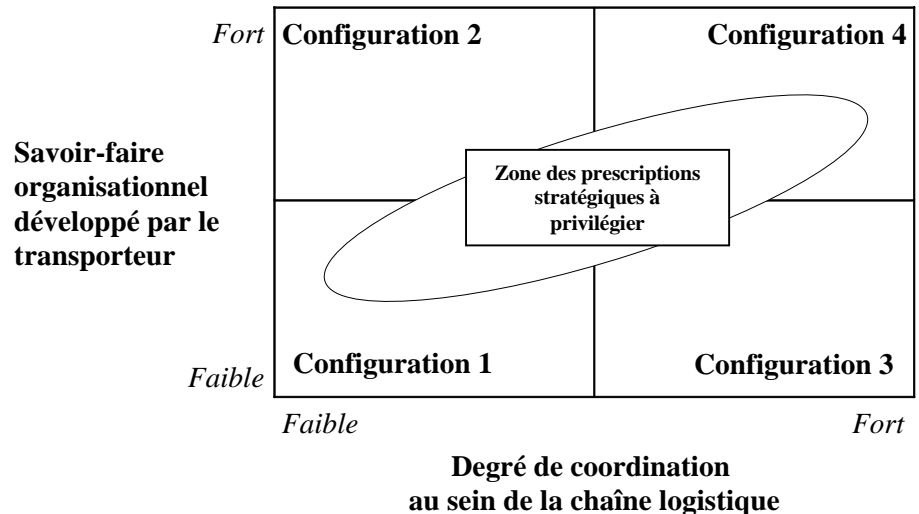 Fort
Configuration 2
Configuration 4
Savoir-faire
organisationnel
développé par le
transporteur
Zone des prescriptions
stratégiques à
privilégier
Configuration 1
Configuration 3
Faible
Faible
Fort
Degré de coordination
au sein de la chaîne logistique